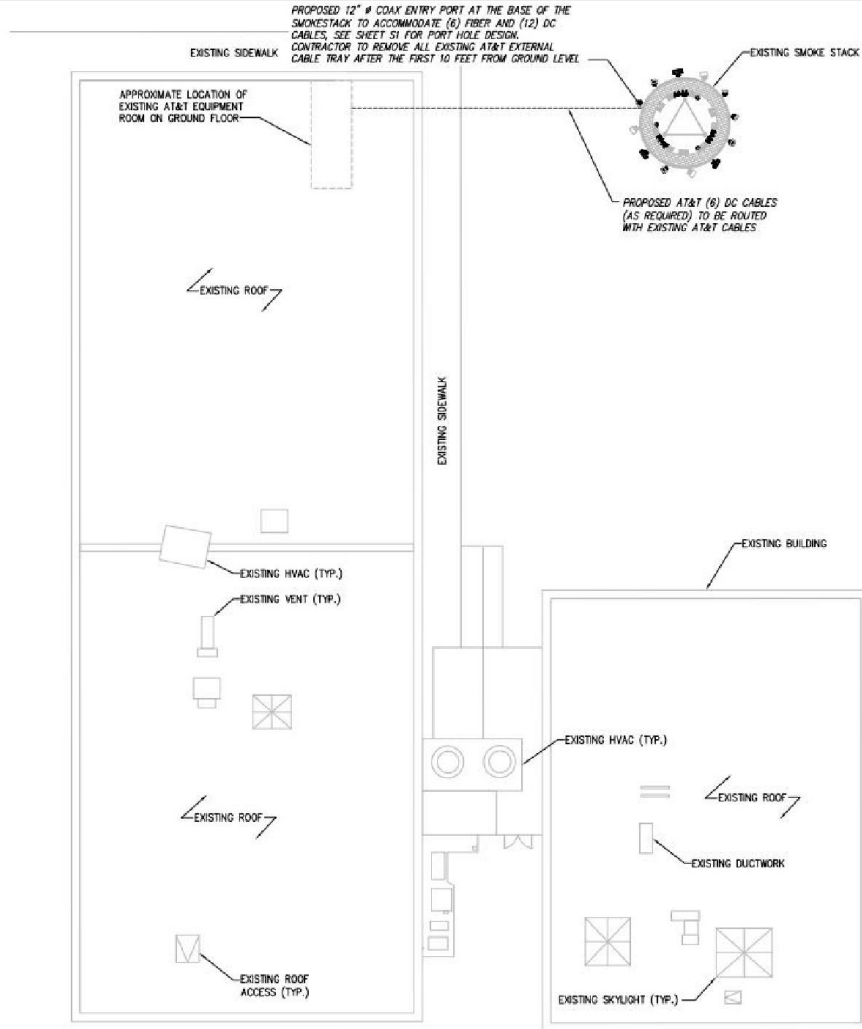 PROPOSED 12" ø COAX ENTRY PORT AT THE BASE OF THE
SMOKESTACK TO ACCOMMODATE (6) FIBER AND (12) DC
CABLES, SEE SHEET S1 FOR PORT HOLE DESIGN.
CONTRACTOR TO REMOVE ALL EXISTING AT&T EXTERNAL
CABLE TRAY AFTER THE FIRST 10 FEET FROM GROUND LEVEL
EXISTING SIDEWALK
EXISTING SMOKE STACK
APPROXIMATE LOCATION OF
EXISTING AT&T EQUIPMENT
ROOM ON GROUND FLOOR
PROPOSED AT&T (6) DC CABLES
(AS REQUIRED) TO BE ROUTED
WITH EXISTING AT&T CABLES
EXISTING ROOF
EXISTING SIDEWALK
EXISTING BUILDING
EXISTING HVAC (TYP.)
EXISTING VENT (TYP.)
EXISTING HVAC (TYP.)
EXISTING ROOF
EXISTING ROOF
EXISTING DUCTWORK
EXISTING ROOF
ACCESS (TYP.)
EXISTING SKYLIGHT (TYP.)